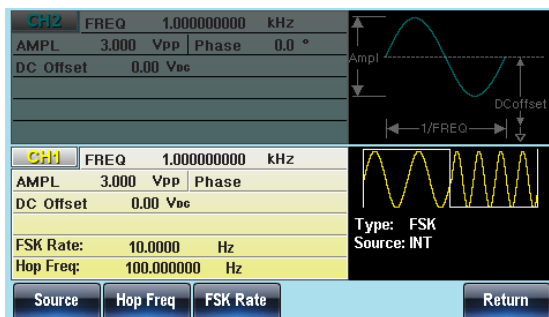 CH2 FREQ 1.000000000 kHz
AMPL 3.000 Vpp Phase 0.0 °
DC Offset 0.00 VDC
Ampl
DCoffset
1/FREQ
CH1 FREQ 1.000000000 kHz
AMPL 3.000 Vpp Phase
DC Offset 0.00 VDC
FSK Rate: 10.0000 Hz
Hop Freq: 100.000000 Hz
Type: FSK
Source: INT
Source Hop Freq FSK Rate Return